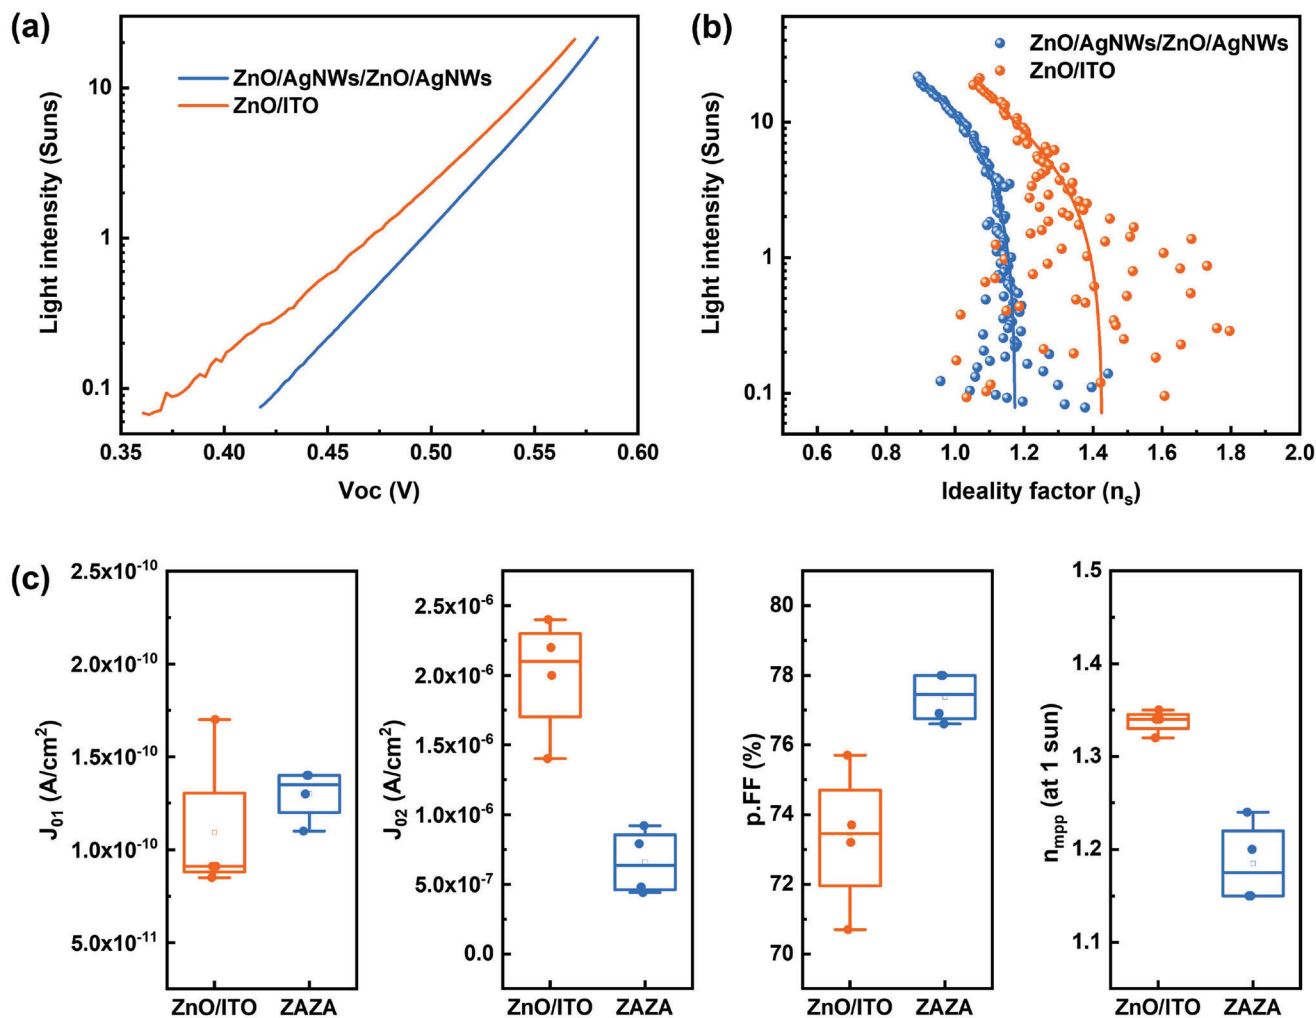 (a)
Light intensity (Suns)
10
1
0.1
ZnO/AgNWs/ZnO/AgNWs
ZnO/ITO
0.35 0.40 0.45 0.50 0.55 0.60
Voc (V)
(b)
Light intensity (Suns)
10
1
0.1
ZnO/AgNWs/ZnO/AgNWs
ZnO/ITO
0.6 0.8 1.0 1.2 1.4 1.6 1.8 2.0
Ideality factor (nₛ)
(c)
J₀₁ (A/cm²)
2.5x10⁻¹⁰
2.0x10⁻¹⁰
1.5x10⁻¹⁰
1.0x10⁻¹⁰
5.0x10⁻¹¹
ZnO/ITO ZAZA
J₀₂ (A/cm²)
2.5x10⁻⁶
2.0x10⁻⁶
1.5x10⁻⁶
1.0x10⁻⁶
5.0x10⁻⁷
0.0
ZnO/ITO ZAZA
p.FF (%)
80
78
76
74
72
70
ZnO/ITO ZAZA
nₘₚₚ (at 1 sun)
1.5
1.4
1.3
1.2
1.1
ZnO/ITO ZAZA